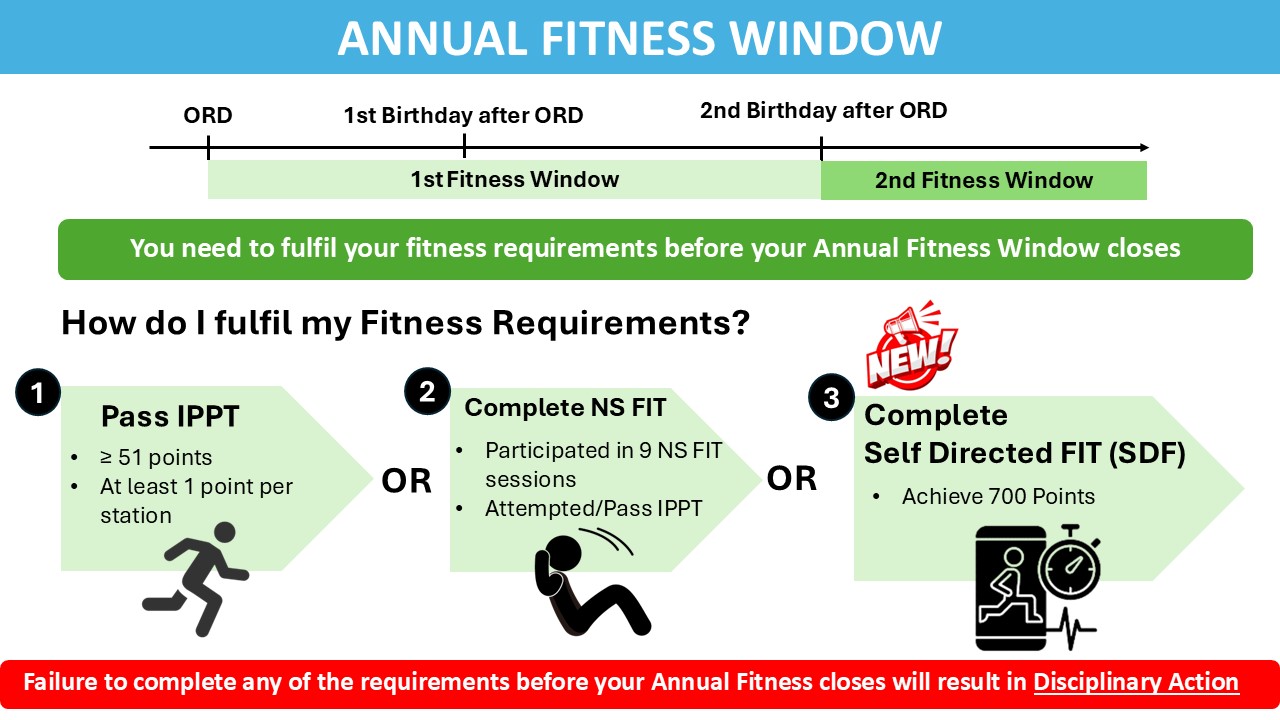 ANNUAL FITNESS WINDOW
ORD
1st Birthday after ORD
2nd Birthday after ORD
1st Fitness Window
2nd Fitness Window
You need to fulfil your fitness requirements before your Annual Fitness Window closes
How do I fulfil my Fitness Requirements?
NEW!
1
Pass IPPT
• ≥ 51 points
• At least 1 point per
station
OR
2
Complete NS FIT
• Participated in 9 NS FIT
sessions
• Attempted/Pass IPPT
OR
3
Complete
Self Directed FIT (SDF)
• Achieve 700 Points
Failure to complete any of the requirements before your Annual Fitness closes will result in Disciplinary Action